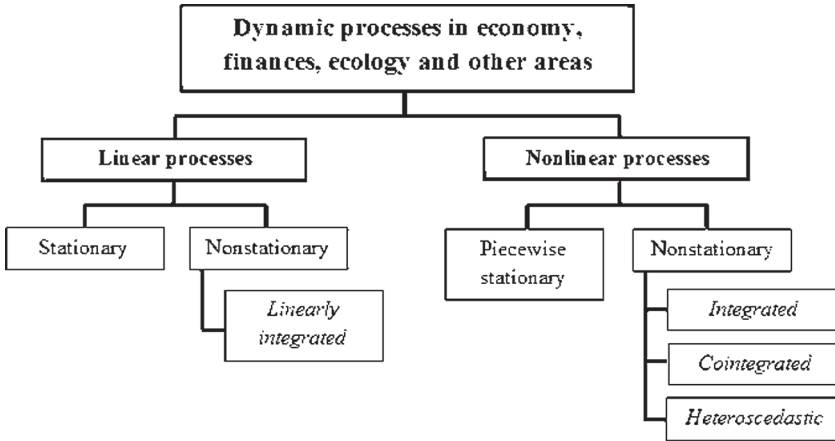 Dynamic processes in economy,
finances, ecology and other areas
Linear processes
Nonlinear processes
Stationary
Nonstationary
Piecewise
stationary
Nonstationary
Linearly
integrated
Integrated
Cointegrated
Heteroscedastic